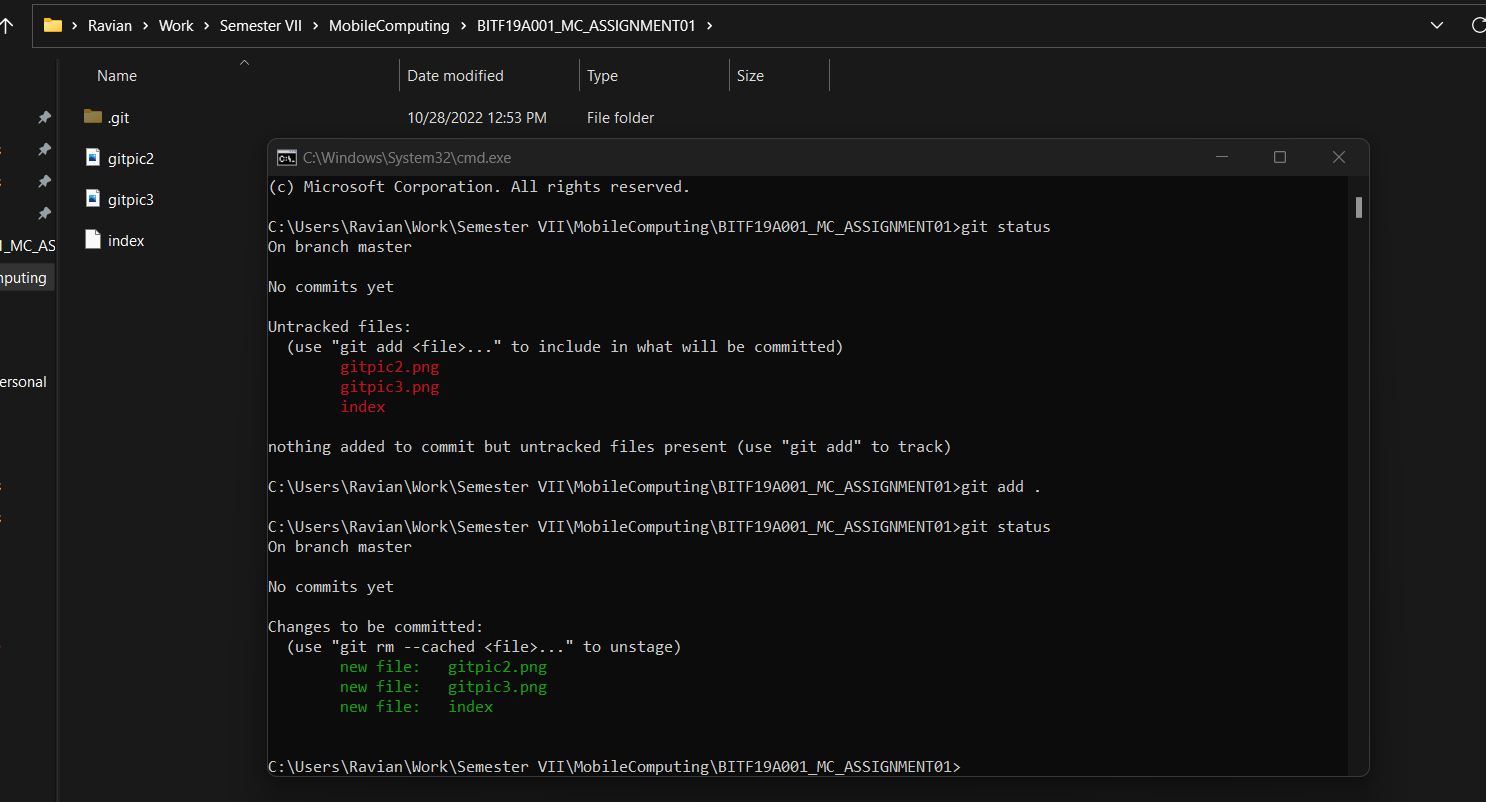 Ravian > Work > Semester VII > MobileComputing > BITF19A001_MC_ASSIGNMENT01 >
Name Date modified Type Size
.git 10/28/2022 12:53 PM File folder
gitpic2
gitpic3
index
1_MC_AS
nputing
ersonal
C:\Windows\System32\cmd.exe
(c) Microsoft Corporation. All rights reserved.
C:\Users\Ravian\Work\Semester VII\MobileComputing\BITF19A001_MC_ASSIGNMENT01>git status
On branch master
No commits yet
Untracked files:
(use "git add <file>..." to include in what will be committed)
gitpic2.png
gitpic3.png
index
nothing added to commit but untracked files present (use "git add" to track)
C:\Users\Ravian\Work\Semester VII\MobileComputing\BITF19A001_MC_ASSIGNMENT01>git add .
C:\Users\Ravian\Work\Semester VII\MobileComputing\BITF19A001_MC_ASSIGNMENT01>git status
On branch master
No commits yet
Changes to be committed:
(use "git rm --cached <file>..." to unstage)
new file: gitpic2.png
new file: gitpic3.png
new file: index
C:\Users\Ravian\Work\Semester VII\MobileComputing\BITF19A001_MC_ASSIGNMENT01>